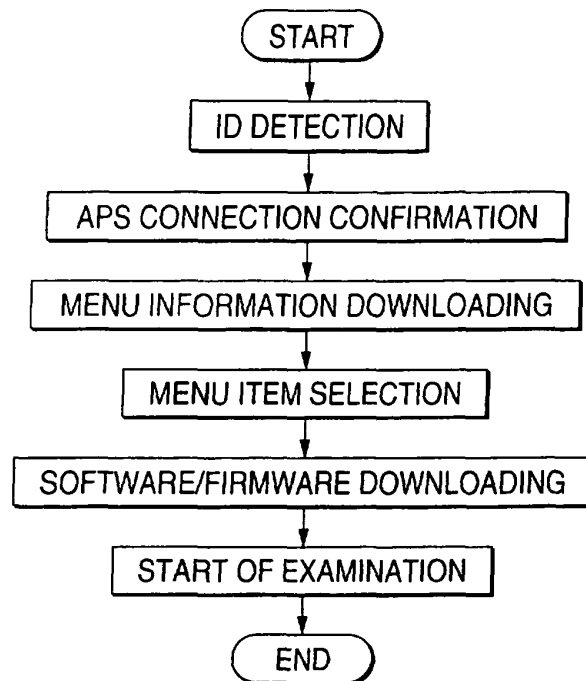 START
ID DETECTION
APS CONNECTION CONFIRMATION
MENU INFORMATION DOWNLOADING
MENU ITEM SELECTION
SOFTWARE/FIRMWARE DOWNLOADING
START OF EXAMINATION
END